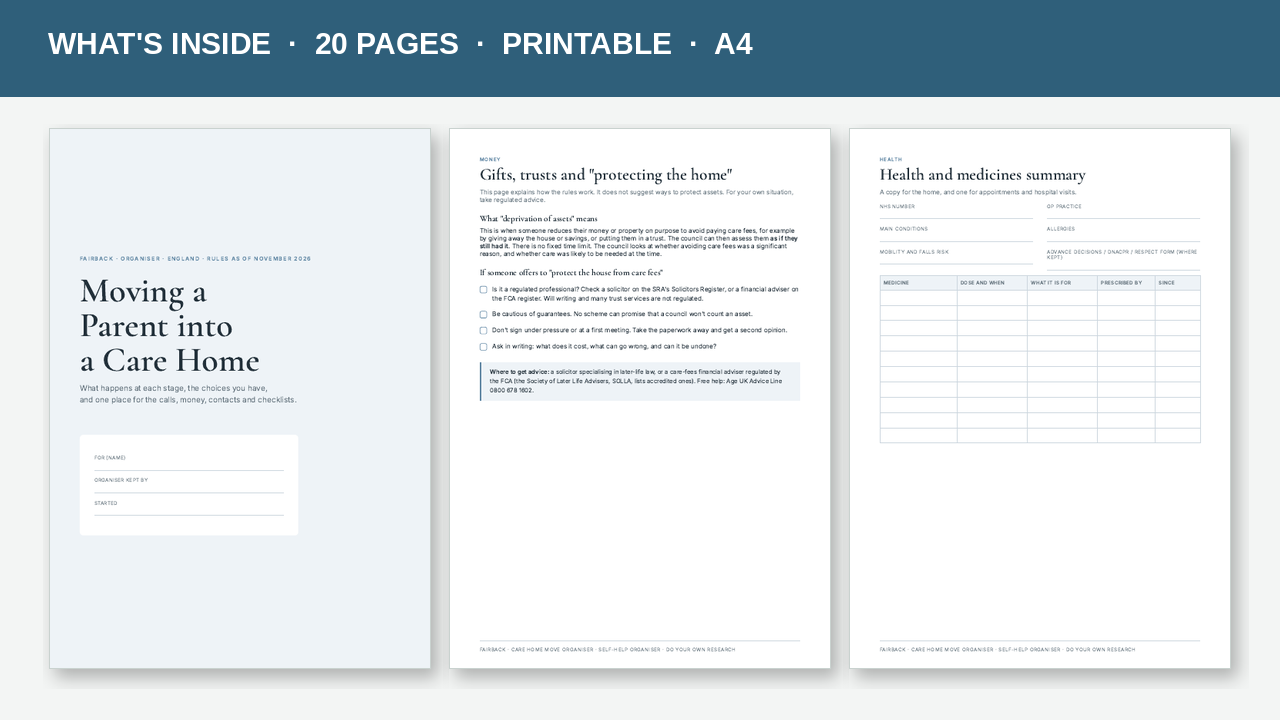 WHAT'S INSIDE · 20 PAGES · PRINTABLE · A4
FAIRBACK · ORGANISER · ENGLAND · RULES AS OF NOVEMBER 2026
Moving a
Parent into
a Care Home
What happens at each stage, the choices you have,
and one place for the calls, money, contacts and checklists.
FOR (NAME)
ORGANISER KEPT BY
STARTED
MONEY
Gifts, trusts and "protecting the home"
This page explains how the rules work. It does not suggest ways to protect assets. For your own situation,
take regulated advice.
What "deprivation of assets" means
This is when someone reduces their money or property on purpose to avoid paying care fees, for example
by giving away the house or savings, or putting them in a trust. The council can then assess them as if they
still had it. There is no fixed time limit. The council looks at whether avoiding care fees was a significant
reason, and whether care was likely to be needed at the time.
If someone offers to "protect the house from care fees"
Is it a regulated professional? Check a solicitor on the SRA's Solicitors Register, or a financial adviser on
the FCA register. Will writing and many trust services are not regulated.
Be cautious of guarantees. No scheme can promise that a council won't count an asset.
Don't sign under pressure or at a first meeting. Take the paperwork away and get a second opinion.
Ask in writing: what does it cost, what can go wrong, and can it be undone?
Where to get advice: a solicitor specialising in later-life law, or a care-fees financial adviser regulated by
the FCA (the Society of Later Life Advisers, SOLLA, lists accredited ones). Free help: Age UK Advice Line
0800 678 1602.
FAIRBACK · CARE HOME MOVE ORGANISER · SELF-HELP ORGANISER · DO YOUR OWN RESEARCH
HEALTH
Health and medicines summary
A copy for the home, and one for appointments and hospital visits.
NHS NUMBER
GP PRACTICE
MAIN CONDITIONS
ALLERGIES
MOBILITY AND FALLS RISK
ADVANCE DECISIONS / DNACPR / RESPECT FORM (WHERE
KEPT)
MEDICINE DOSE AND WHEN WHAT IT IS FOR PRESCRIBED BY SINCE
FAIRBACK · CARE HOME MOVE ORGANISER · SELF-HELP ORGANISER · DO YOUR OWN RESEARCH